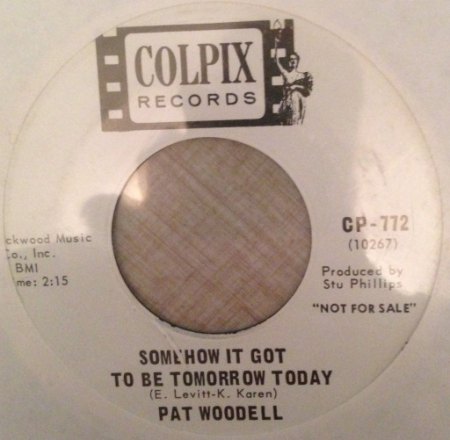 COLPIX
RECORDS
ckwood Music
Co., Inc.
BMI
me: 2:15
CP-772
(10267)
Produced by
Stu Phillips
"NOT FOR SALE"
SOMEHOW IT GOT
TO BE TOMORROW TODAY
(E. Levitt-K. Karen)
PAT WOODELL